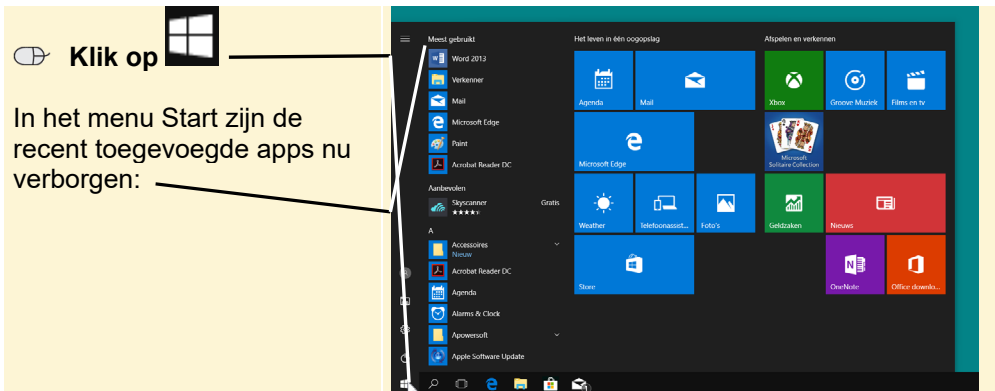 Klik op
In het menu Start zijn de
recent toegevoegde apps nu
verborgen:
Meest gebruikt
Word 2013
Verkenner
Mail
Microsoft Edge
Paint
Acrobat Reader DC
Aanbevolen
Skyscanner Gratis
A
Accessoires
Nieuw
Acrobat Reader DC
Agenda
Alarms & Clock
Apowersoft
Apple Software Update
Het leven in één oogopslag
Agenda
Mail
Microsoft Edge
Weather
Telefoonassist...
Foto's
Store
Afspelen en verkennen
Xbox
Groove Muziek
Films en tv
Microsoft
Solitaire Collection
Geldzaken
Nieuws
OneNote
Office downlo...